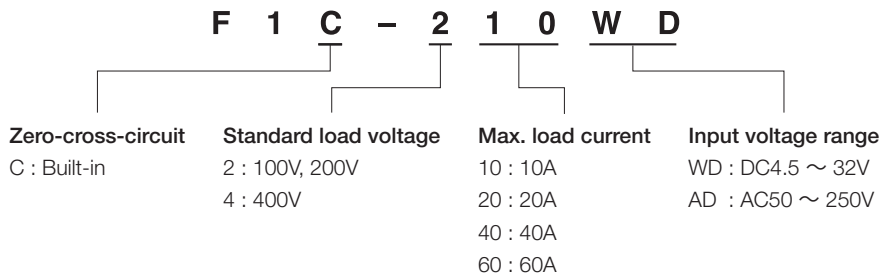 F 1 C – 2 1 0 W D
Zero-cross-circuit
C : Built-in
Standard load voltage
2 : 100V, 200V
4 : 400V
Max. load current
10 : 10A
20 : 20A
40 : 40A
60 : 60A
Input voltage range
WD : DC4.5 ～ 32V
AD : AC50 ～ 250V